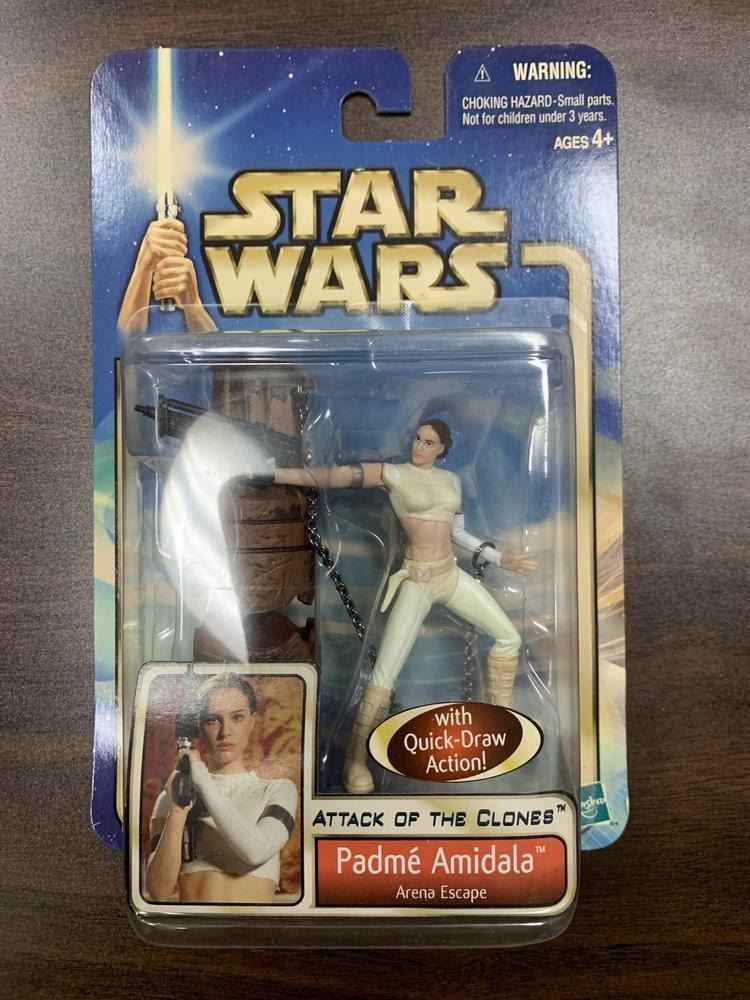 WARNING:
CHOKING HAZARD-Small parts.
Not for children under 3 years.
AGES 4+
STAR
WARS
with
Quick-Draw
Action!
ATTACK OF THE CLONES™
Padmé Amidala™
Arena Escape